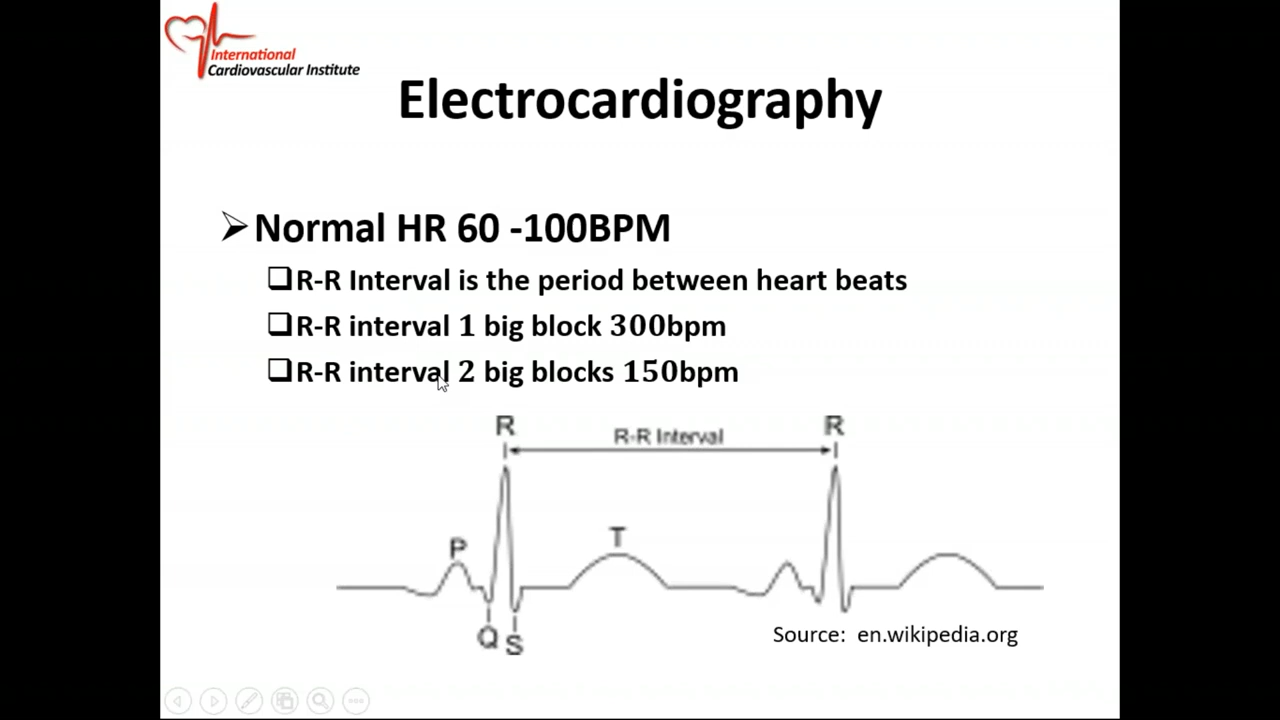 International
Cardiovascular Institute
Electrocardiography
Normal HR 60 -100BPM
R-R Interval is the period between heart beats
R-R interval 1 big block 300bpm
R-R interval 2 big blocks 150bpm
R R
R-R Interval
P T
Q S
Source: en.wikipedia.org